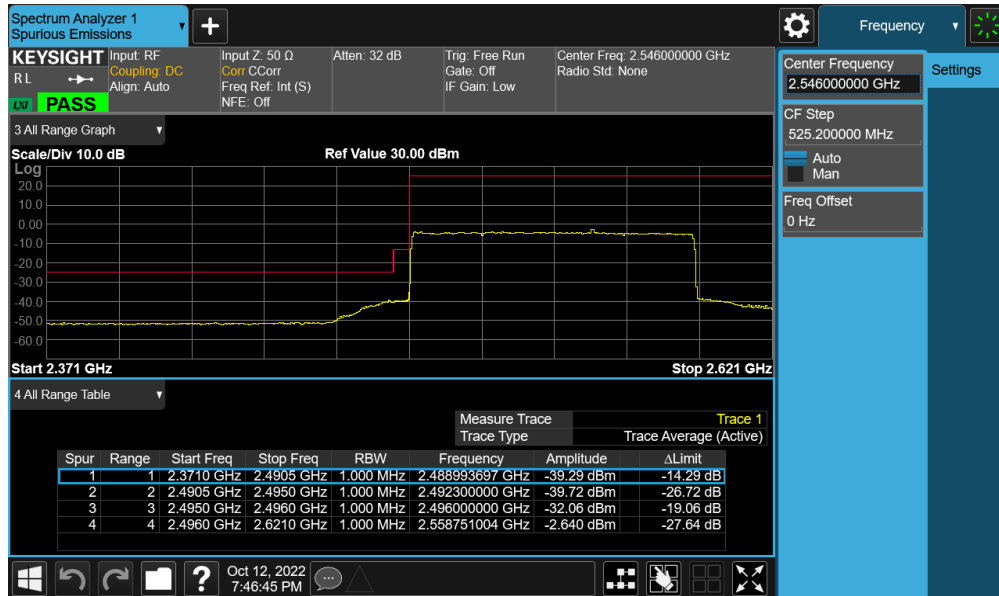 Spectrum Analyzer 1
Spurious Emissions
Frequency
KEYSIGHT
R L
LXI
PASS
Input: RF
Coupling: DC
Align: Auto
Input Z: 50 Ω
Corr CCorr
Freq Ref: Int (S)
NFE: Off
Atten: 32 dB
Trig: Free Run
Gate: Off
IF Gain: Low
Center Freq: 2.546000000 GHz
Radio Std: None
Center Frequency
2.546000000 GHz
Settings
CF Step
525.200000 MHz
Auto
Man
Freq Offset
0 Hz
3 All Range Graph
Scale/Div 10.0 dB Ref Value 30.00 dBm
Log
20.0
10.0
0.00
-10.0
-20.0
-30.0
-40.0
-50.0
-60.0
Start 2.371 GHz Stop 2.621 GHz
4 All Range Table
Measure Trace Trace 1
Trace Type Trace Average (Active)
Spur Range Start Freq Stop Freq RBW Frequency Amplitude ΔLimit
1 1 2.3710 GHz 2.4905 GHz 1.000 MHz 2.488993697 GHz -39.29 dBm -14.29 dB
2 2 2.4905 GHz 2.4950 GHz 1.000 MHz 2.492300000 GHz -39.72 dBm -26.72 dB
3 3 2.4950 GHz 2.4960 GHz 1.000 MHz 2.496000000 GHz -32.06 dBm -19.06 dB
4 4 2.4960 GHz 2.6210 GHz 1.000 MHz 2.558751004 GHz -2.640 dBm -27.64 dB
Oct 12, 2022
7:46:45 PM